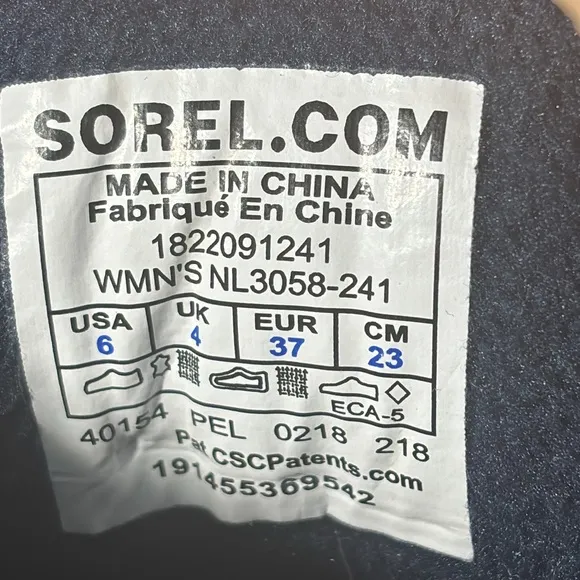 SOREL.COM
MADE IN CHINA
Fabriqué En Chine
1822091241
WMN'S NL3058-241
USA UK EUR CM
6 4 37 23
ECA-5
40154 PEL 0218 218
Pat CSCPatents.com
191455369542